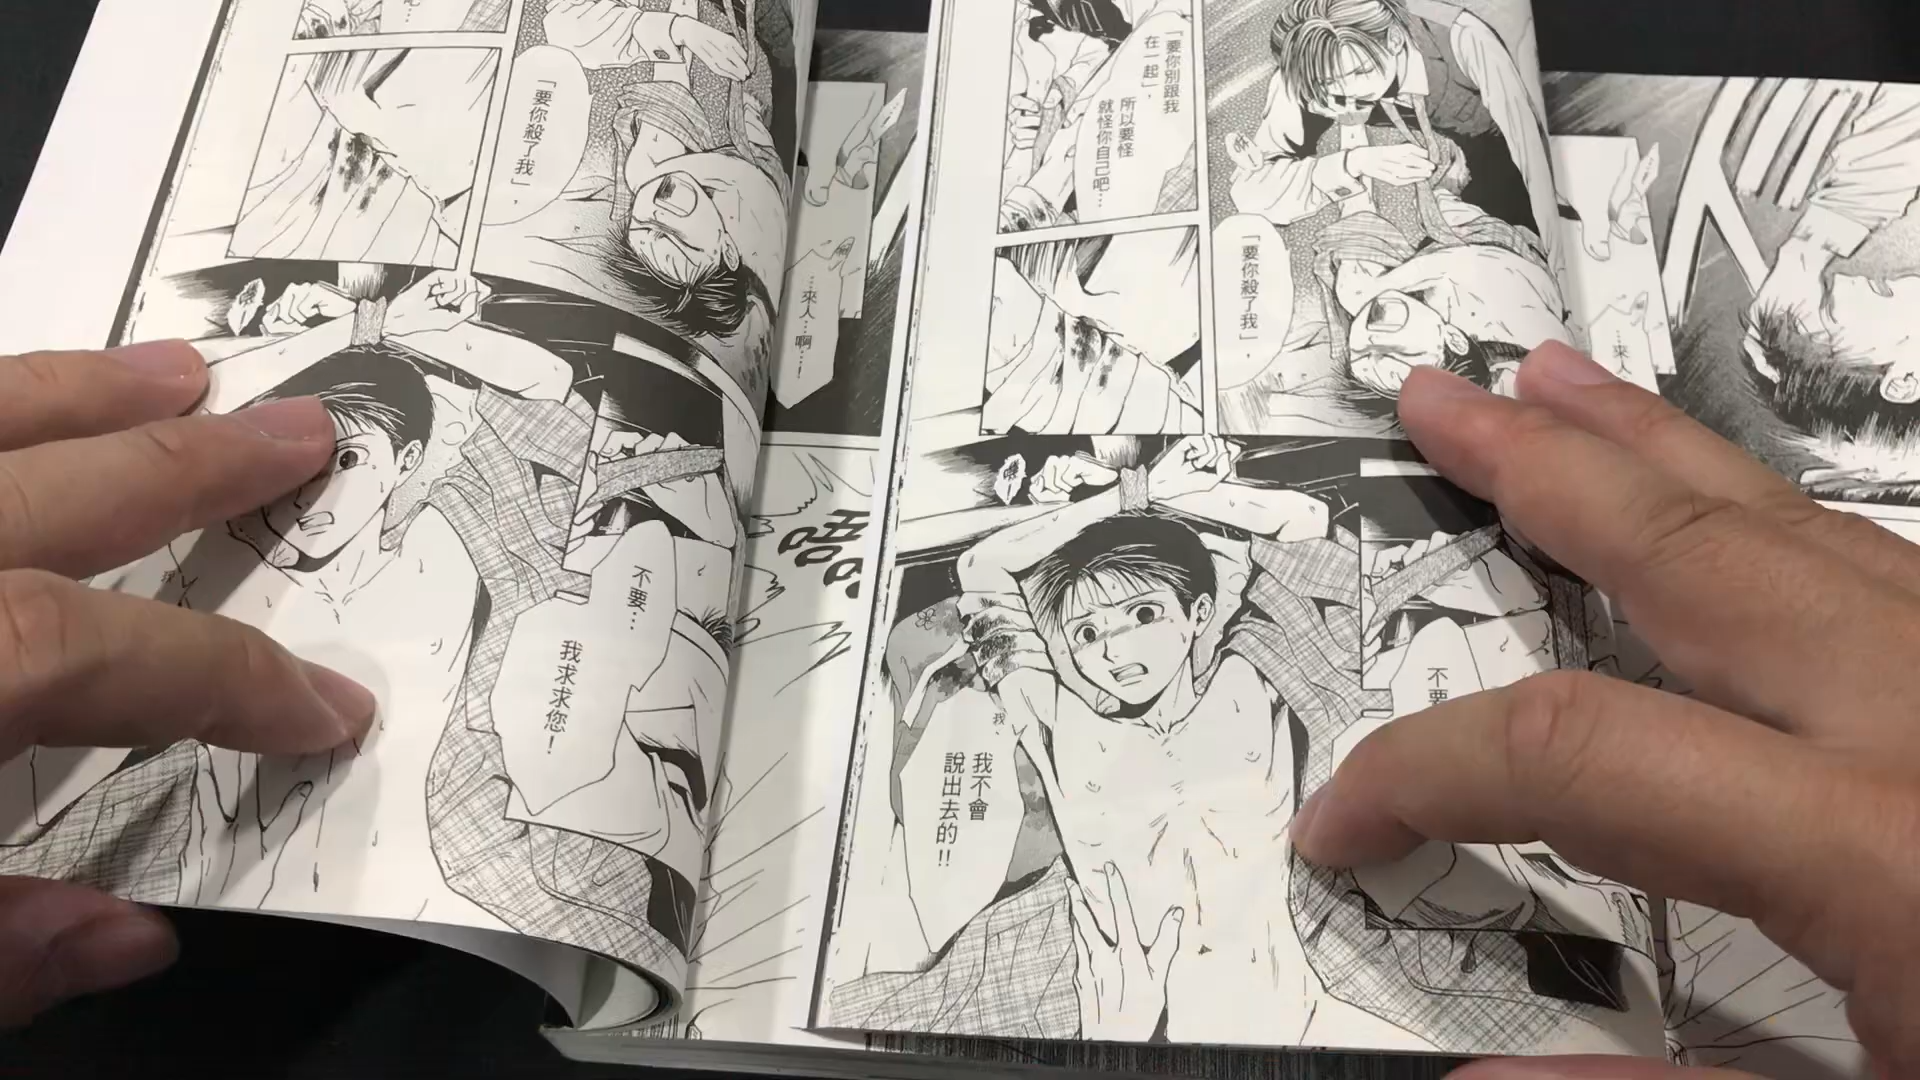 吧…
「要你殺了我」，
…來人…啊…！
不要…
我求求您！
唔
我
「要你別跟我
在一起」，
所以要怪
就怪你自己吧…
「要你殺了我」，
…來人
不要
我
我不會
說出去的!!